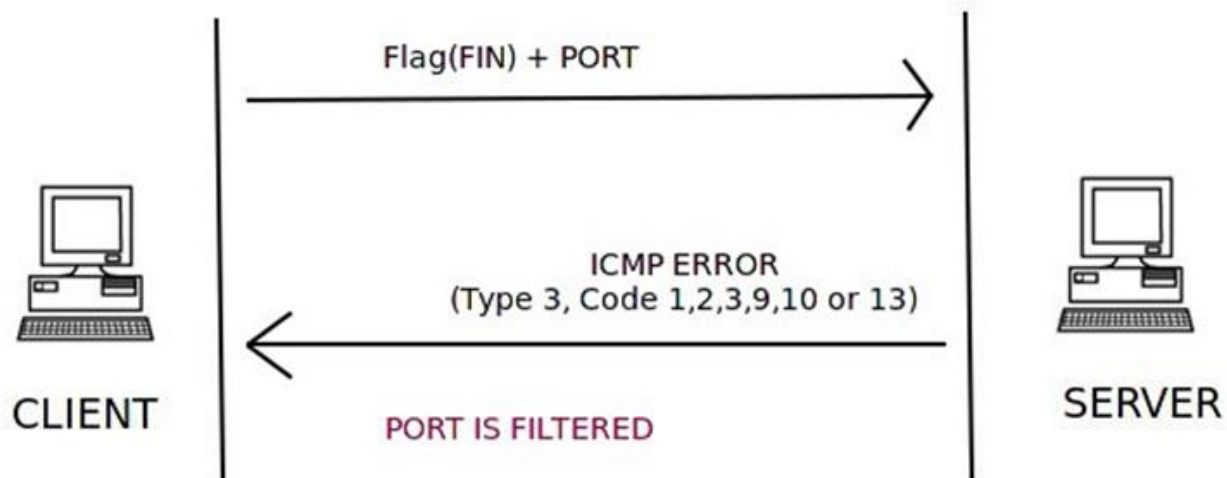 Flag(FIN) + PORT
ICMP ERROR
(Type 3, Code 1,2,3,9,10 or 13)
CLIENT
SERVER
PORT IS FILTERED